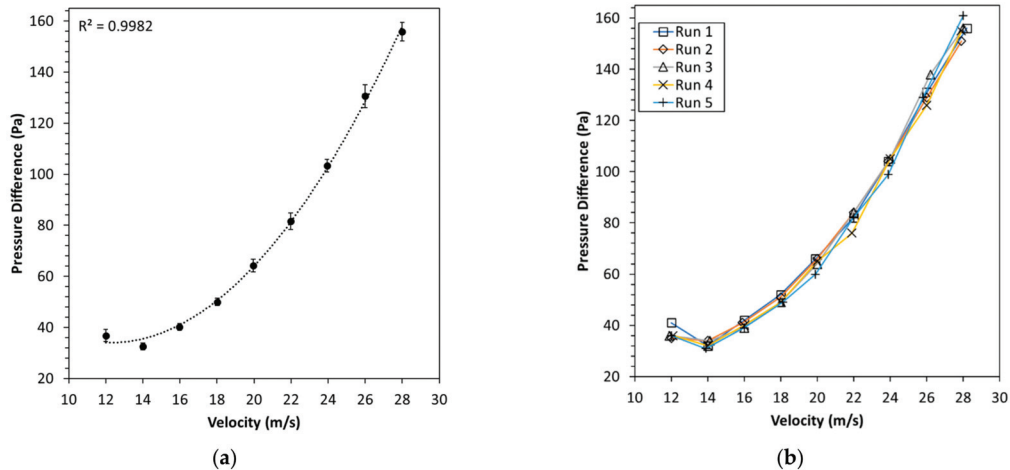 R² = 0.9982
160
140
120
100
80
60
40
20
10 12 14 16 18 20 22 24 26 28 30
Pressure Difference (Pa)
Velocity (m/s)
(a)
Run 1
Run 2
Run 3
Run 4
Run 5
160
140
120
100
80
60
40
20
10 12 14 16 18 20 22 24 26 28 30
Pressure Difference (Pa)
Velocity (m/s)
(b)